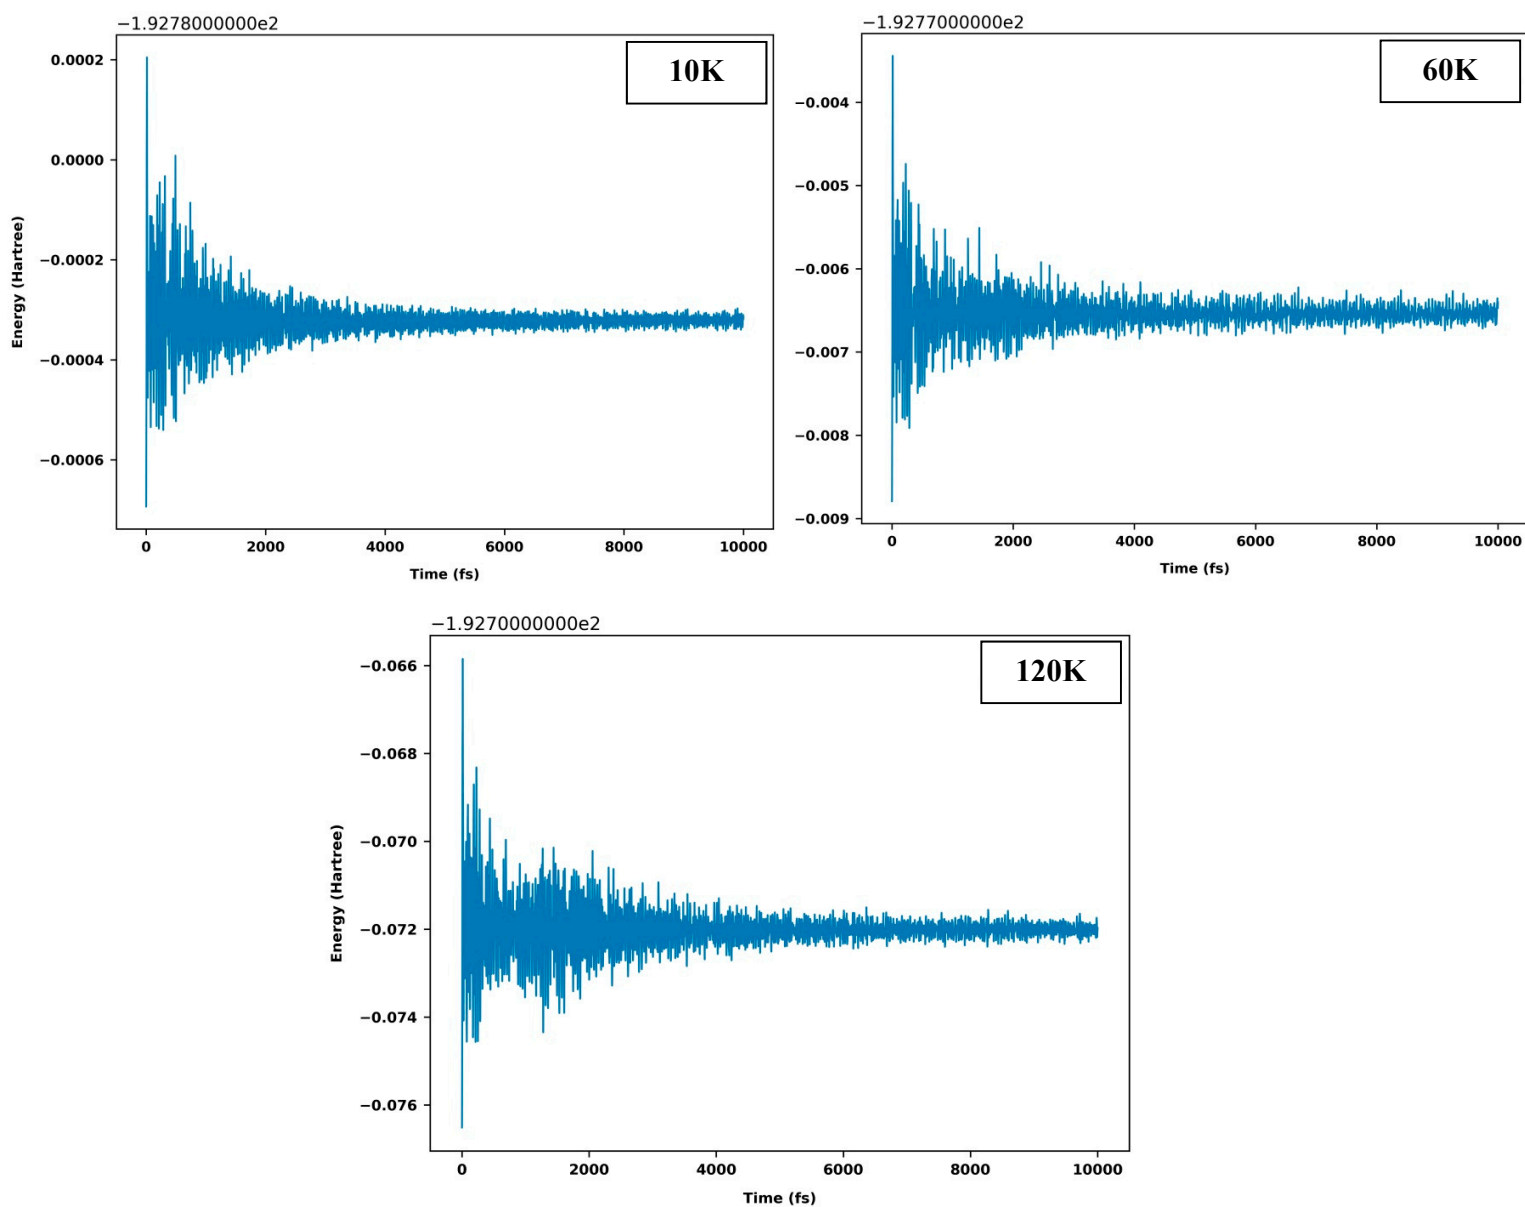 −1.9278000000e2
10K
0.0002
0.0000
−0.0002
−0.0004
−0.0006
Energy (Hartree)
0 2000 4000 6000 8000 10000
Time (fs)
−1.9277000000e2
60K
−0.004
−0.005
−0.006
−0.007
−0.008
−0.009
0 2000 4000 6000 8000 10000
Time (fs)
−1.9270000000e2
120K
−0.066
−0.068
−0.070
−0.072
−0.074
−0.076
Energy (Hartree)
0 2000 4000 6000 8000 10000
Time (fs)